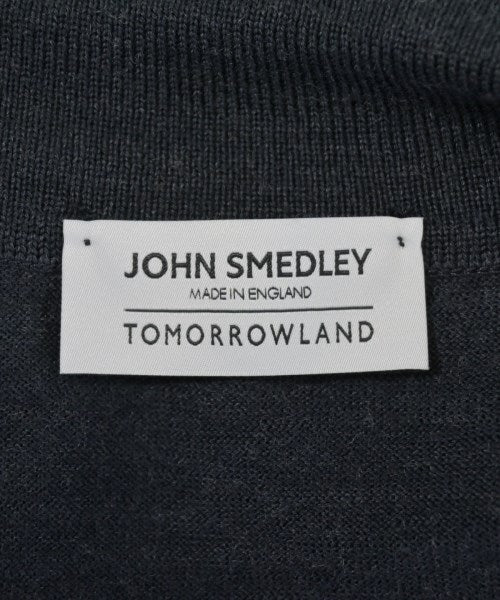 JOHN SMEDLEY
MADE IN ENGLAND
TOMORROWLAND